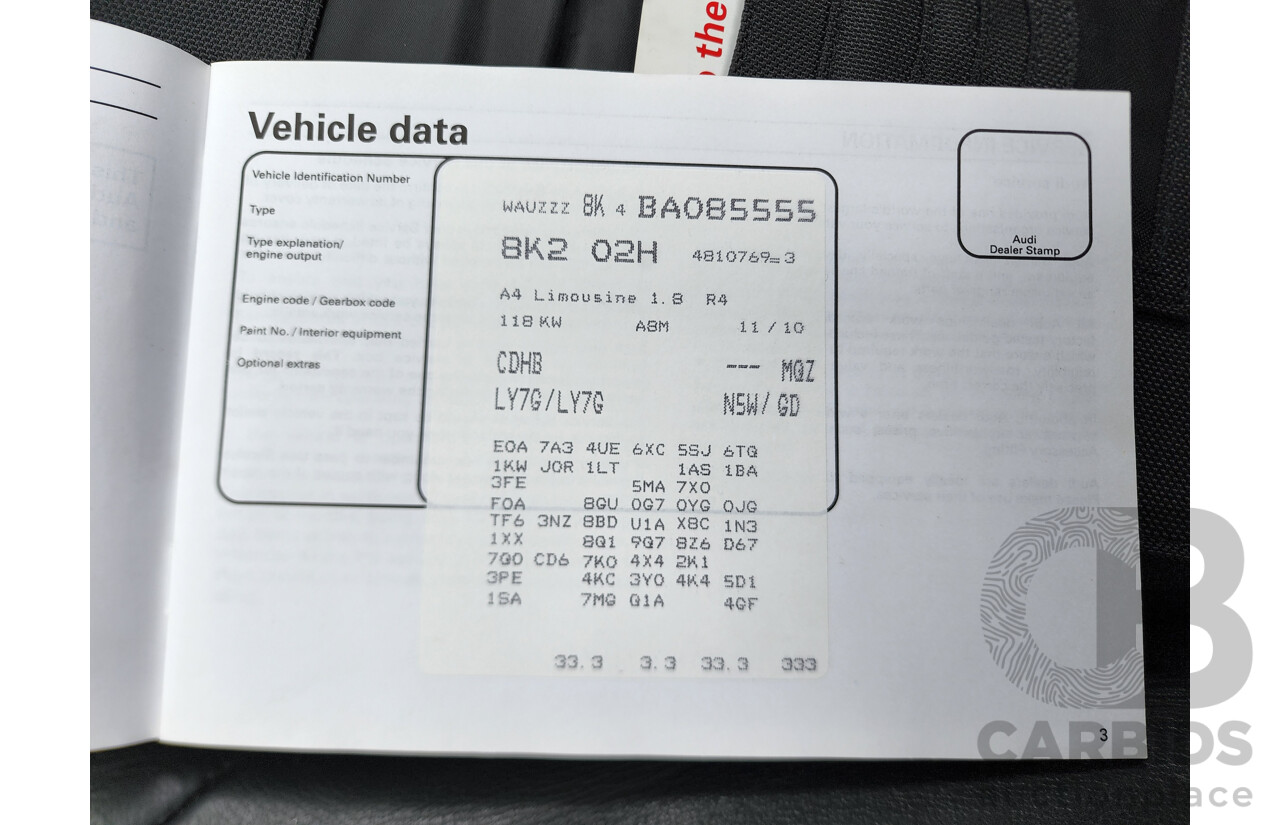 o the
Vehicle data
Vehicle Identification Number
Type
Type explanation/
engine output
Engine code / Gearbox code
Paint No. / Interior equipment
Optional extras
WAUZZZ 8K 4 BA085555
8K2 02H 4810769=3
A4 Limousine 1.8 R4
118 KW A8M 11 / 10
CDHB --- MQZ
LY7G/LY7G N5W/ GD
E0A 7A3 4UE 6XC 5SJ 6TQ
1KW J0R 1LT 1AS 1BA
3FE 5MA 7X0
F0A 8GU 0G7 0YG 0JG
TF6 3NZ 8BD U1A X8C 1N3
1XX 8Q1 9Q7 8Z6 D67
7G0 CD6 7K0 4X4 2K1
3PE 4KC 3Y0 4K4 5D1
1SA 7MG Q1A 4GF
33.3 3.3 33.3 333
Audi
Dealer Stamp
3
CARB OS
ace